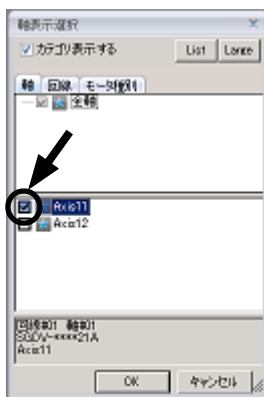 軸表示選択
カテゴリ表示する
List Large
軸 回線 モータ種別
全軸
Axis11
Axis12
回線#01 軸#01
SGDV-****21A
Axis11
OK キャンセル